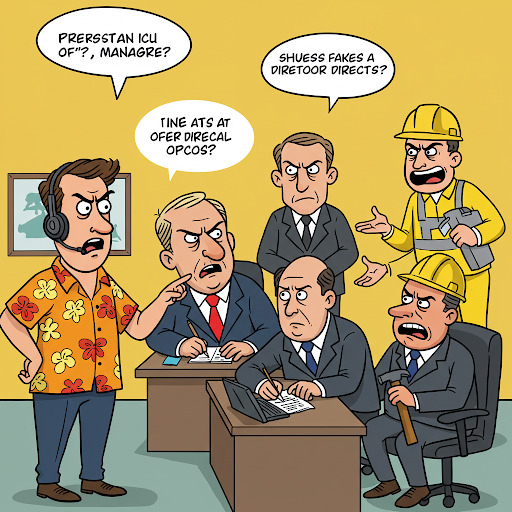 PRERSSTAN ICU
OF"?, MANAGRE?
SHUESS FAKES A
DIRETOOR DIRECTS?
TINE ATS AT
OFER DIRECAL
OPCOS?